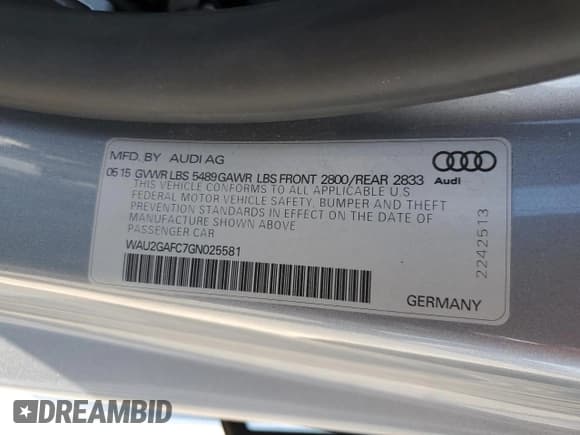 MFD. BY AUDI AG
0515 GVWR LBS 5489 GAWR LBS FRONT 2800/REAR 2833
THIS VEHICLE CONFORMS TO ALL APPLICABLE U.S
FEDERAL MOTOR VEHICLE SAFETY, BUMPER AND THEFT
PREVENTION STANDARDS IN EFFECT ON THE DATE OF
MANUFACTURE SHOWN ABOVE
PASSENGER CAR
WAU2GAFC7GN025581
Audi
2242513
GERMANY
DREAMBID